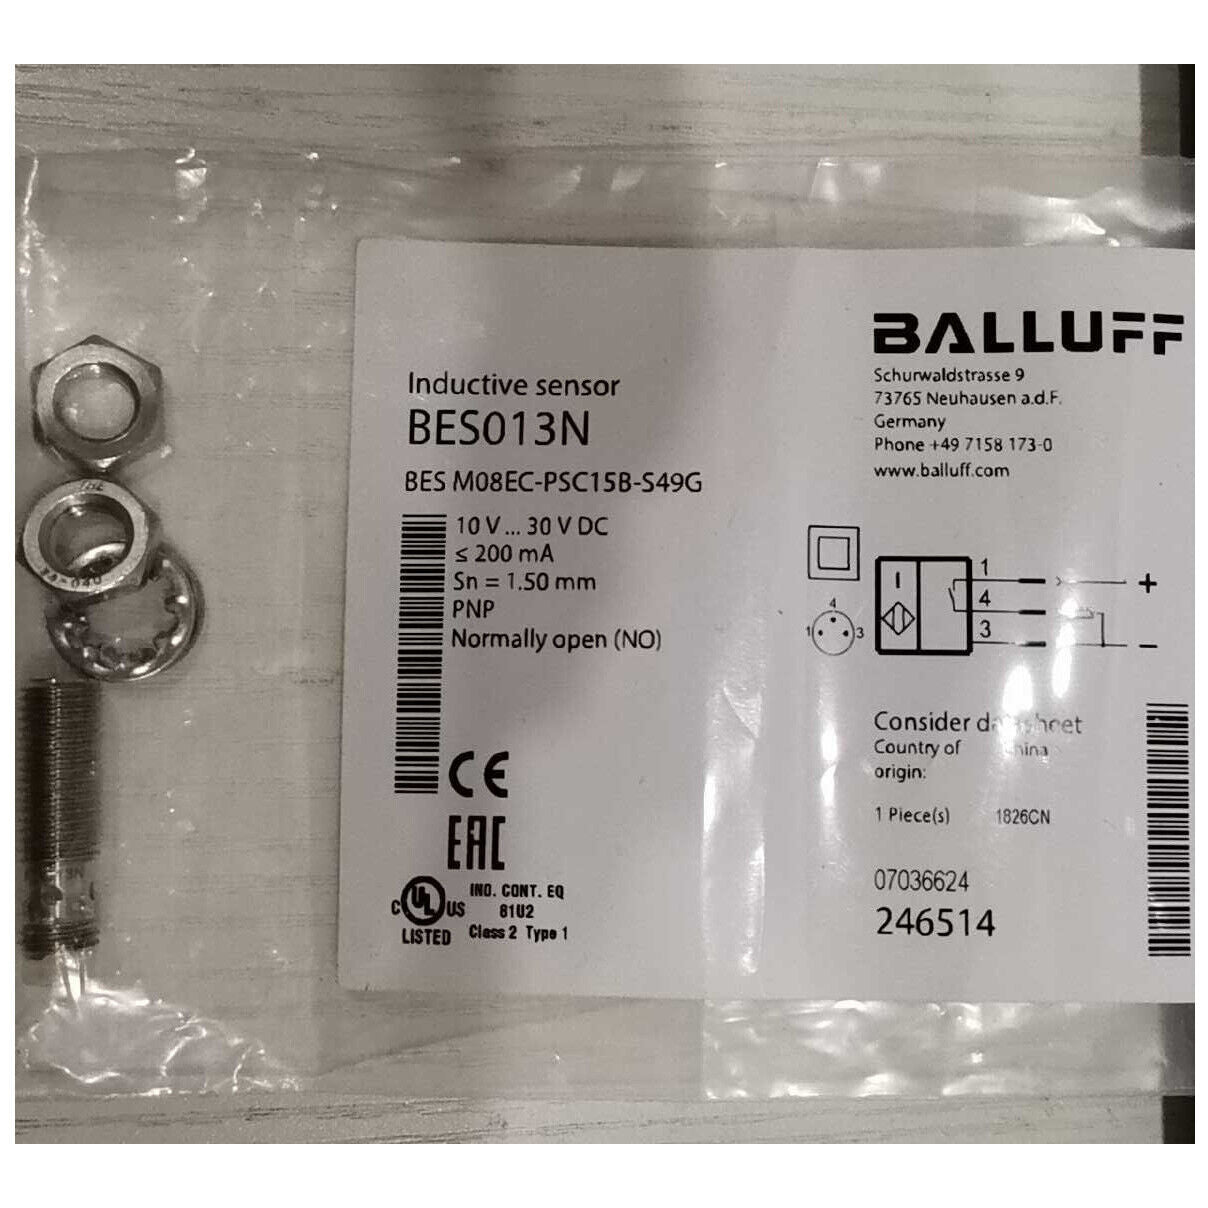 Inductive sensor
BES013N
BES M08EC-PSC15B-S49G
10 V ... 30 V DC
≤ 200 mA
Sn = 1.50 mm
PNP
Normally open (NO)
CE
EAC
C UL US
LISTED
IND. CONT. EQ
81U2
Class 2 Type 1
BALLUFF
Schurwaldstrasse 9
73765 Neuhausen a.d.F.
Germany
Phone +49 7158 173-0
www.balluff.com
4
1 3
1 +
4
3 -
Consider datasheet
Country of China
origin:
1 Piece(s) 1826CN
07036624
246514